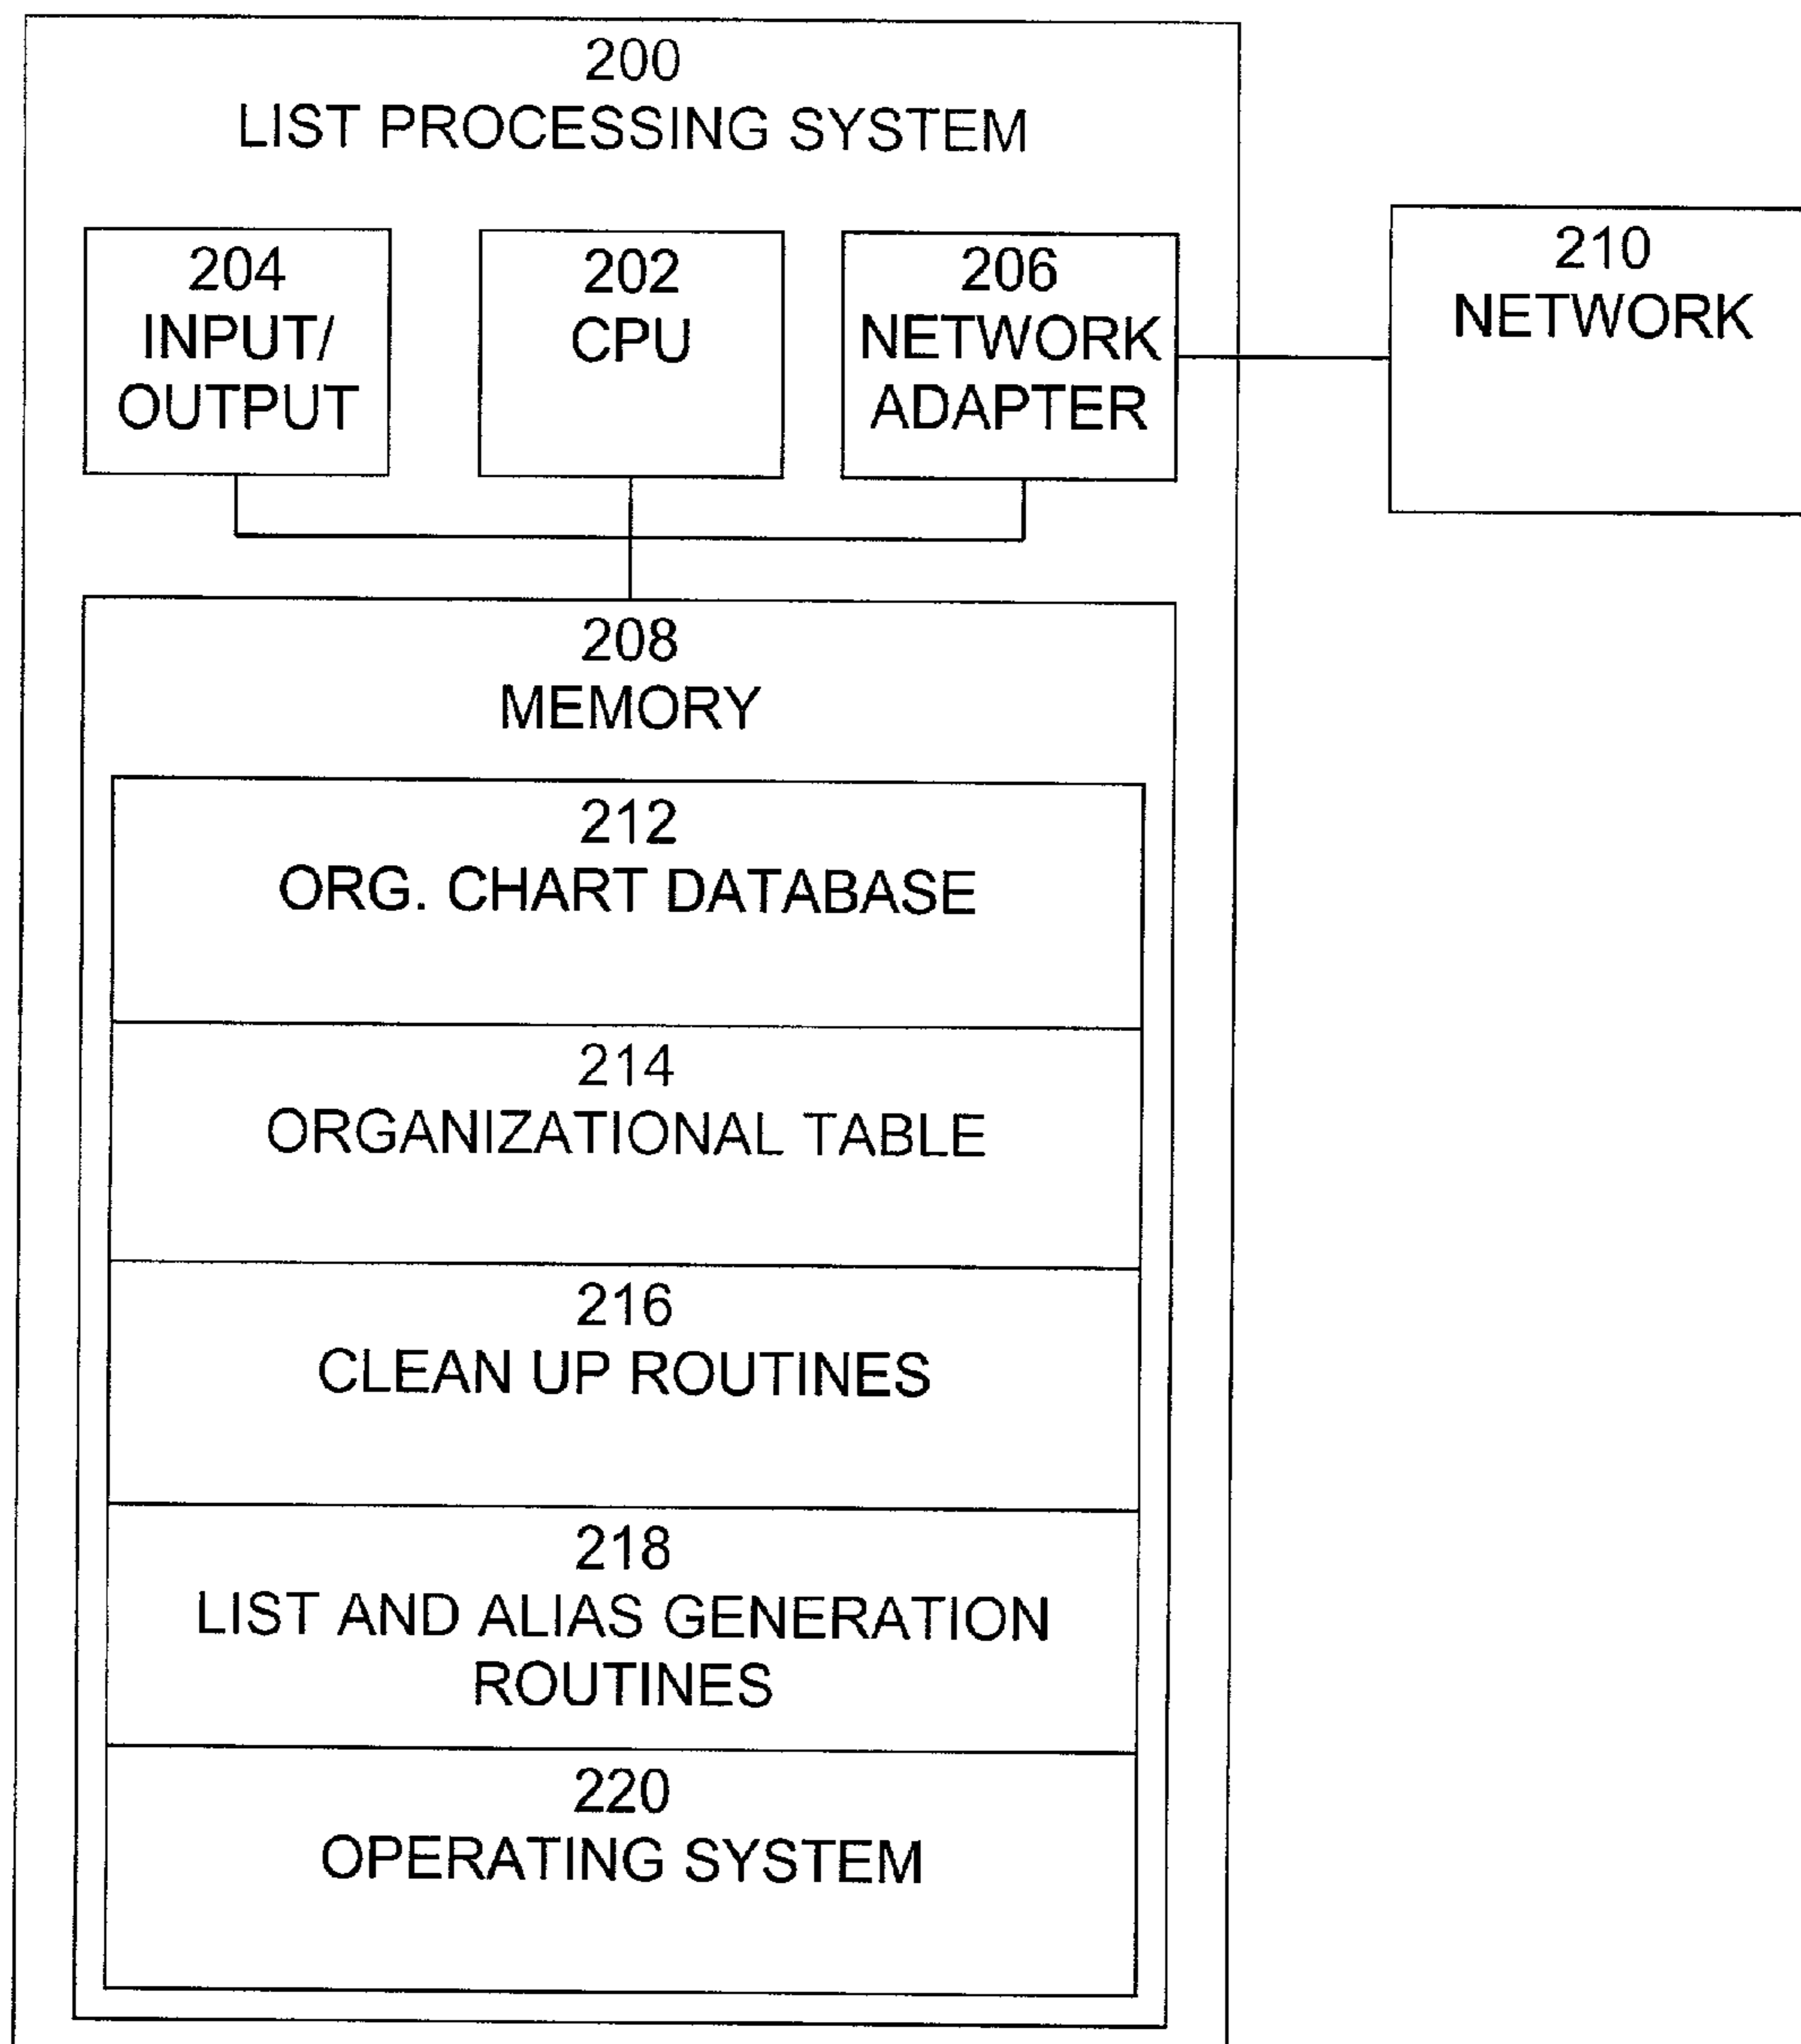 200
LIST PROCESSING SYSTEM
204
INPUT/
OUTPUT
202
CPU
206
NETWORK
ADAPTER
210
NETWORK
208
MEMORY
212
ORG. CHART DATABASE
214
ORGANIZATIONAL TABLE
216
CLEAN UP ROUTINES
218
LIST AND ALIAS GENERATION
ROUTINES
220
OPERATING SYSTEM